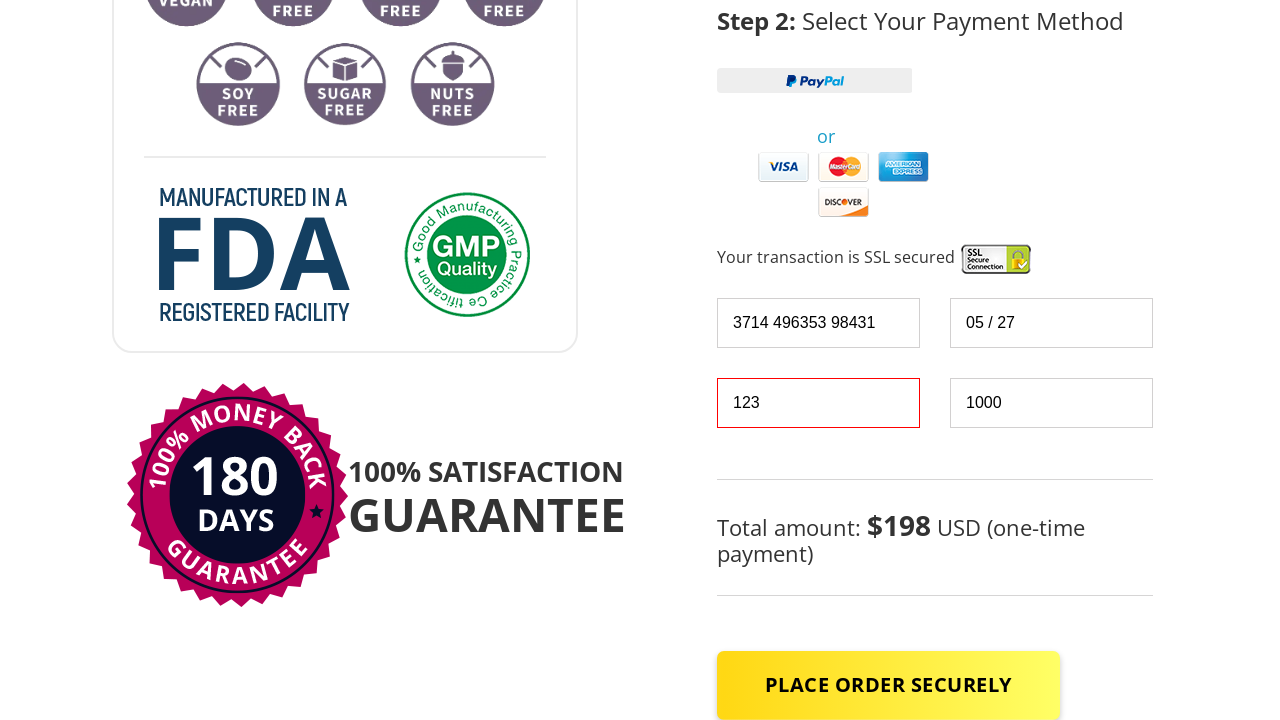 VEGAN
FREE
FREE
FREE
SOY
FREE
SUGAR
FREE
NUTS
FREE
MANUFACTURED IN A
FDA
REGISTERED FACILITY
Good Manufacturing Practice Ce tification
GMP
Quality
100% MONEY BACK
180
DAYS
GUARANTEE
100% SATISFACTION
GUARANTEE
Step 2: Select Your Payment Method
PayPal
or
VISA
MasterCard
AMERICAN EXPRESS
DISCOVER
Your transaction is SSL secured
SSL
Secure
Connection
3714 496353 98431
05 / 27
123
1000
Total amount: $198 USD (one-time
payment)
PLACE ORDER SECURELY